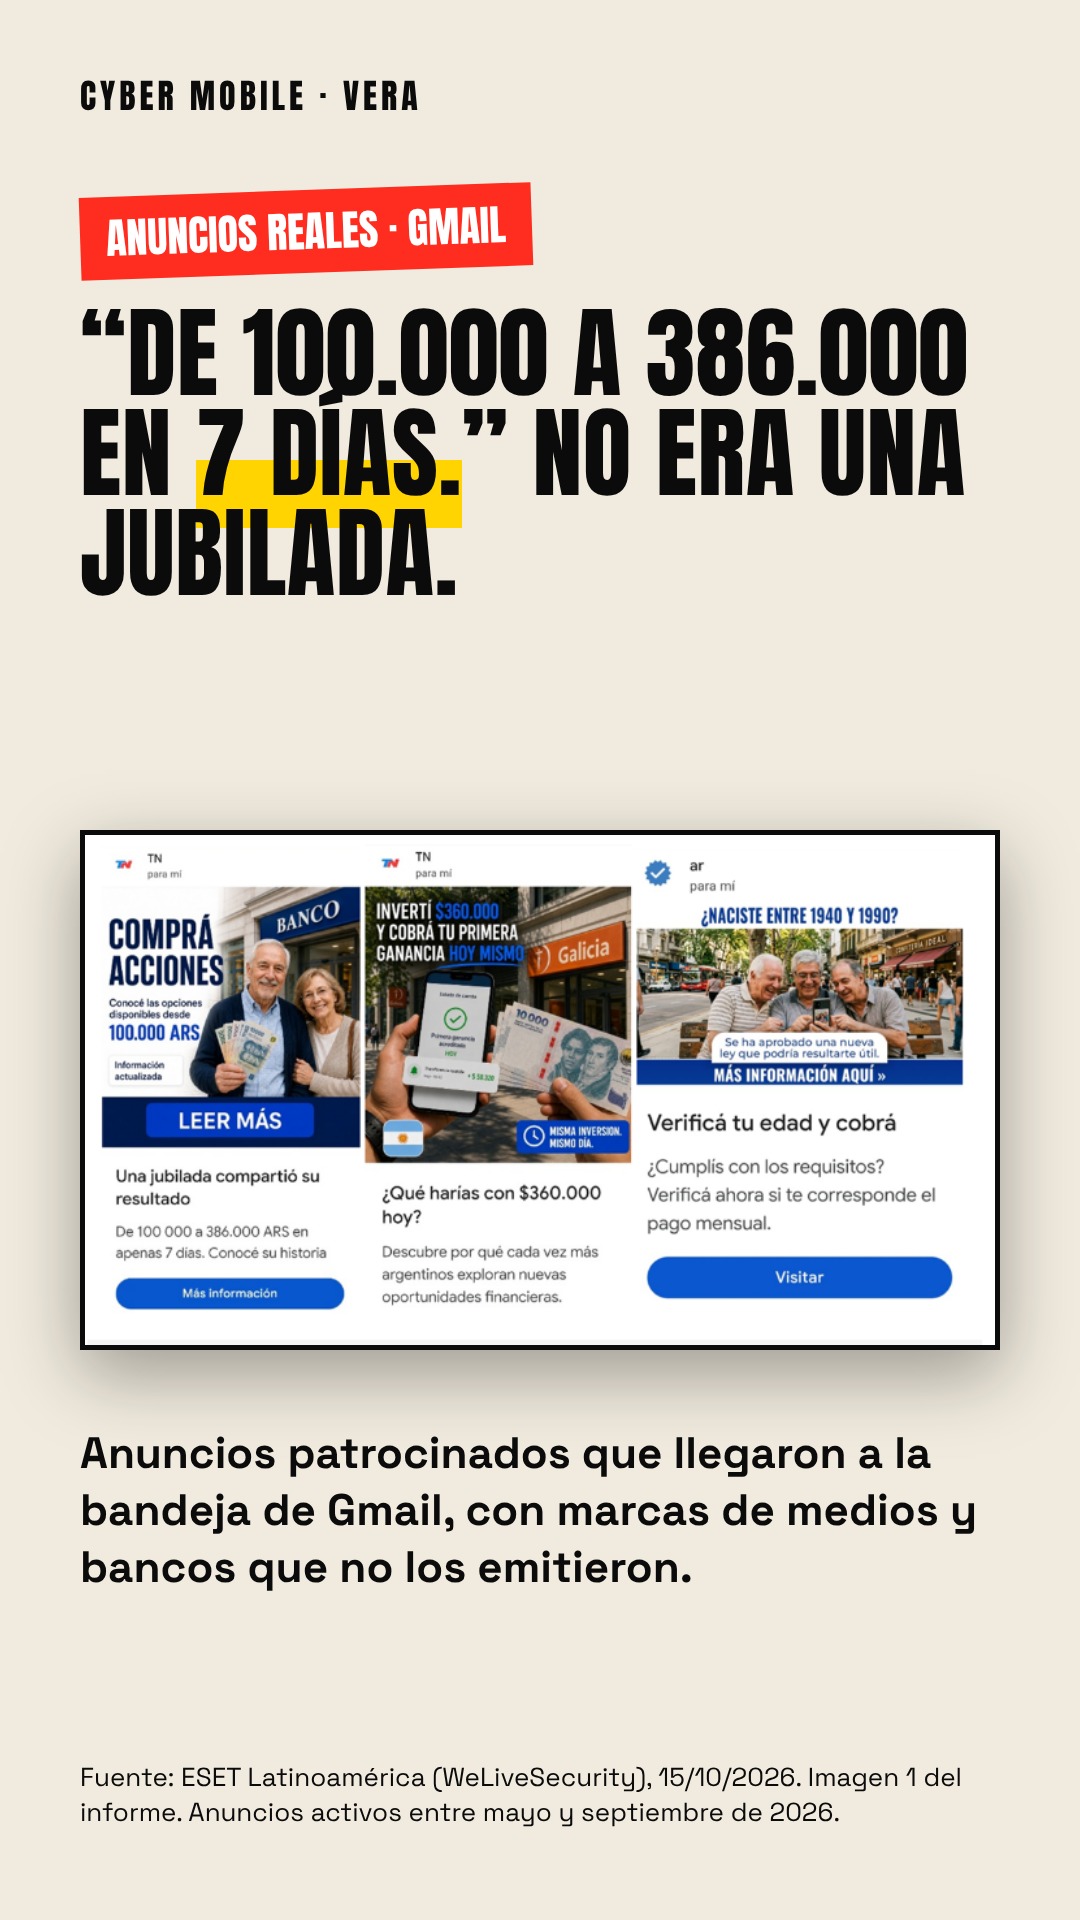 CYBER MOBILE · VERA
ANUNCIOS REALES · GMAIL
“DE 100.000 A 386.000
EN 7 DÍAS.” NO ERA UNA
JUBILADA.
TN
para mí
BANCO
COMPRÁ
ACCIONES
Conocé las opciones
disponibles desde
100.000 ARS
Información
actualizada
LEER MÁS
Una jubilada compartió su
resultado
De 100 000 a 386.000 ARS en
apenas 7 días. Conocé su historia
Más información
TN
para mí
INVERTÍ $360.000
Y COBRÁ TU PRIMERA
GANANCIA HOY MISMO
Galicia
10000
HOY
MISMA INVERSION.
MISMO DÍA.
¿Qué harías con $360.000
hoy?
Descubre por qué cada vez más
argentinos exploran nuevas
oportunidades financieras.
ar
para mí
¿NACISTE ENTRE 1940 Y 1990?
CONFITERIA IDEAL
Se ha aprobado una nueva
ley que podría resultarte útil.
MÁS INFORMACIÓN AQUÍ »
Verificá tu edad y cobrá
¿Cumplís con los requisitos?
Verificá ahora si te corresponde el
pago mensual.
Visitar
Anuncios patrocinados que llegaron a la
bandeja de Gmail, con marcas de medios y
bancos que no los emitieron.
Fuente: ESET Latinoamérica (WeLiveSecurity), 15/10/2026. Imagen 1 del
informe. Anuncios activos entre mayo y septiembre de 2026.